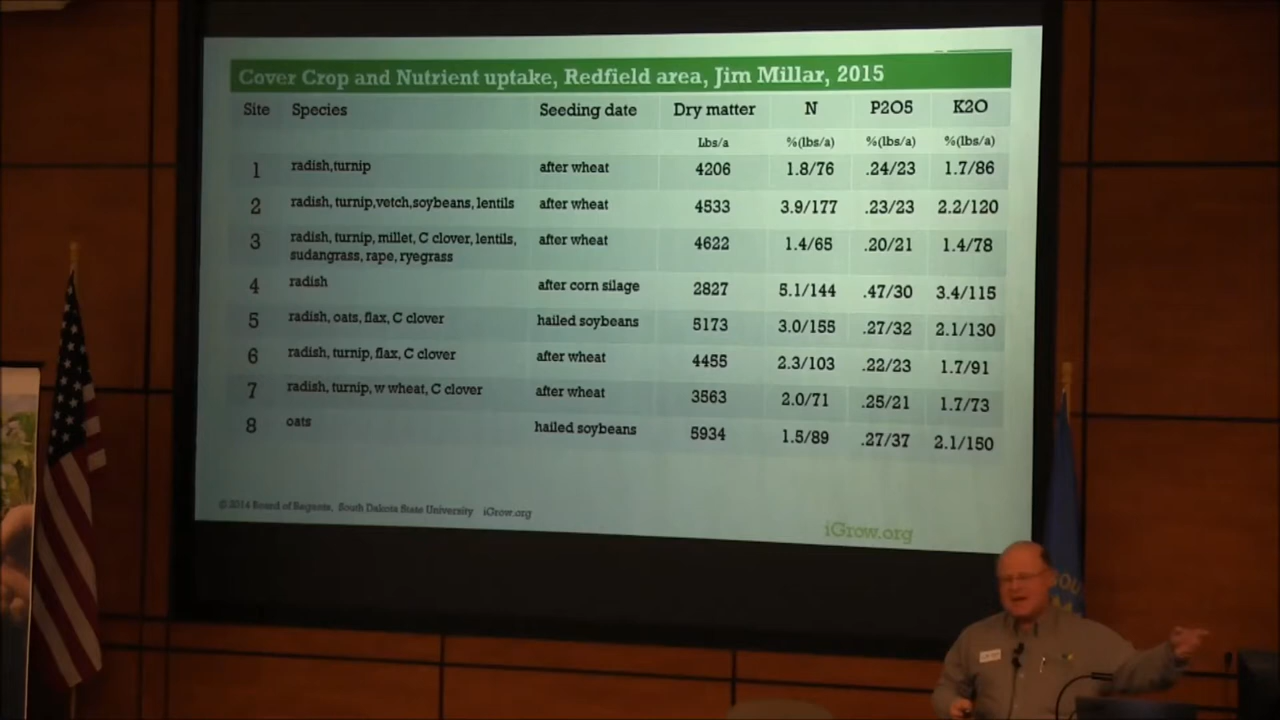 Cover Crop and Nutrient uptake, Redfield area, Jim Millar, 2015
Site Species Seeding date Dry matter N P2O5 K2O
Lbs/a %(lbs/a) %(lbs/a) %(lbs/a)
1 radish,turnip after wheat 4206 1.8/76 .24/23 1.7/86
2 radish, turnip,vetch,soybeans, lentils after wheat 4533 3.9/177 .23/23 2.2/120
3 radish, turnip, millet, C clover, lentils, after wheat 4622 1.4/65 .20/21 1.4/78
sudangrass, rape, ryegrass
4 radish after corn silage 2827 5.1/144 .47/30 3.4/115
5 radish, oats, flax, C clover hailed soybeans 5173 3.0/155 .27/32 2.1/130
6 radish, turnip, flax, C clover after wheat 4455 2.3/103 .22/23 1.7/91
7 radish, turnip, w wheat, C clover after wheat 3563 2.0/71 .25/21 1.7/73
8 oats hailed soybeans 5934 1.5/89 .27/37 2.1/150
© 2014 Board of Regents, South Dakota State University iGrow.org
iGrow.org